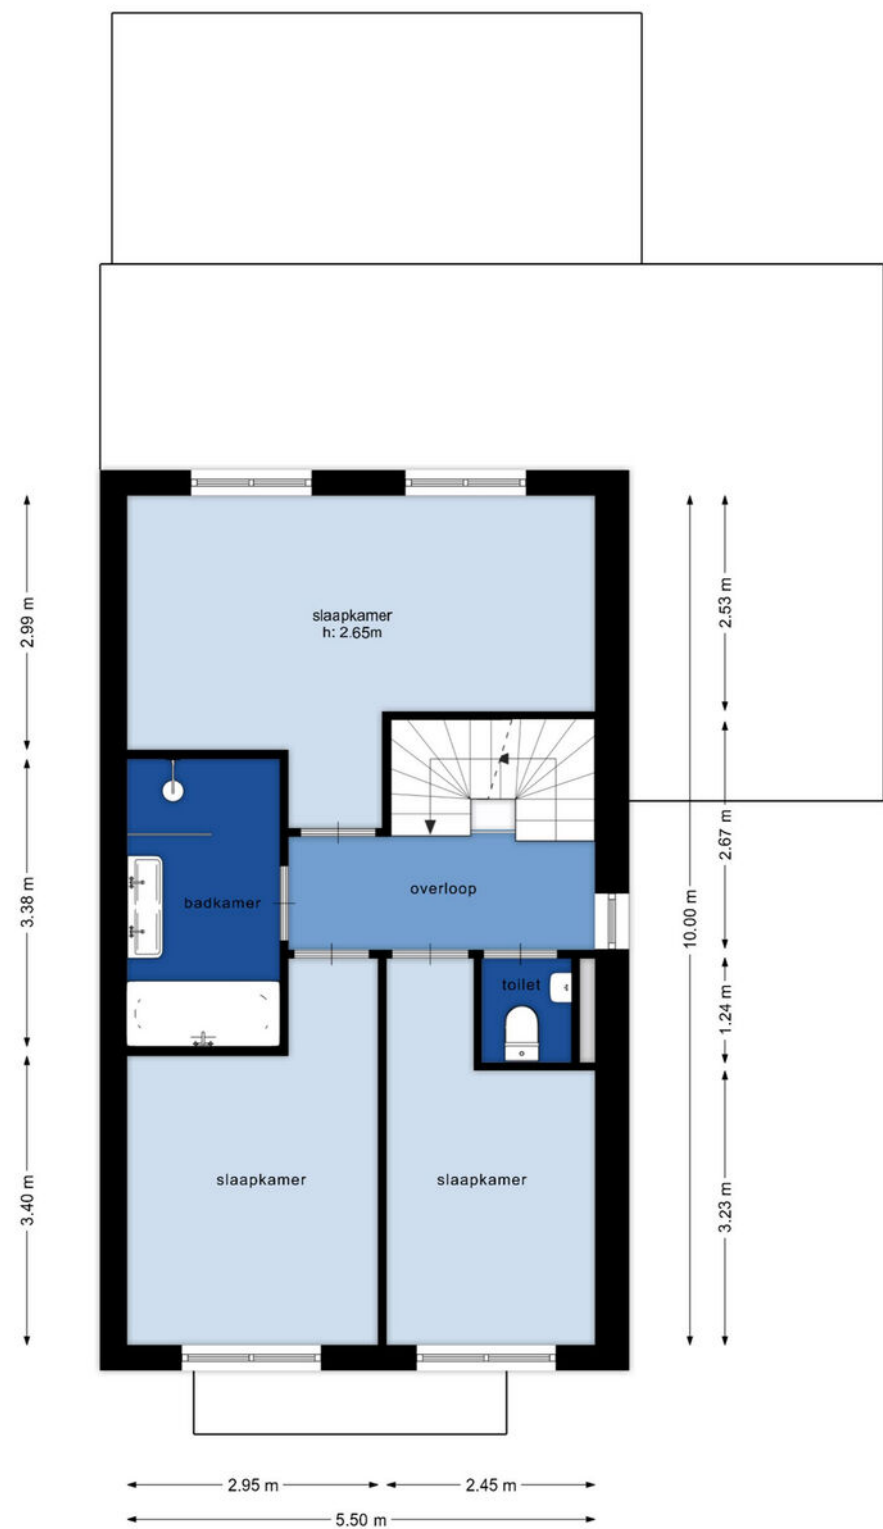 2.99 m
2.53 m
slaapkamer
h: 2.65m
3.38 m
2.67 m
10.00 m
badkamer
overloop
toilet
1.24 m
3.40 m
3.23 m
slaapkamer
slaapkamer
2.95 m
2.45 m
5.50 m